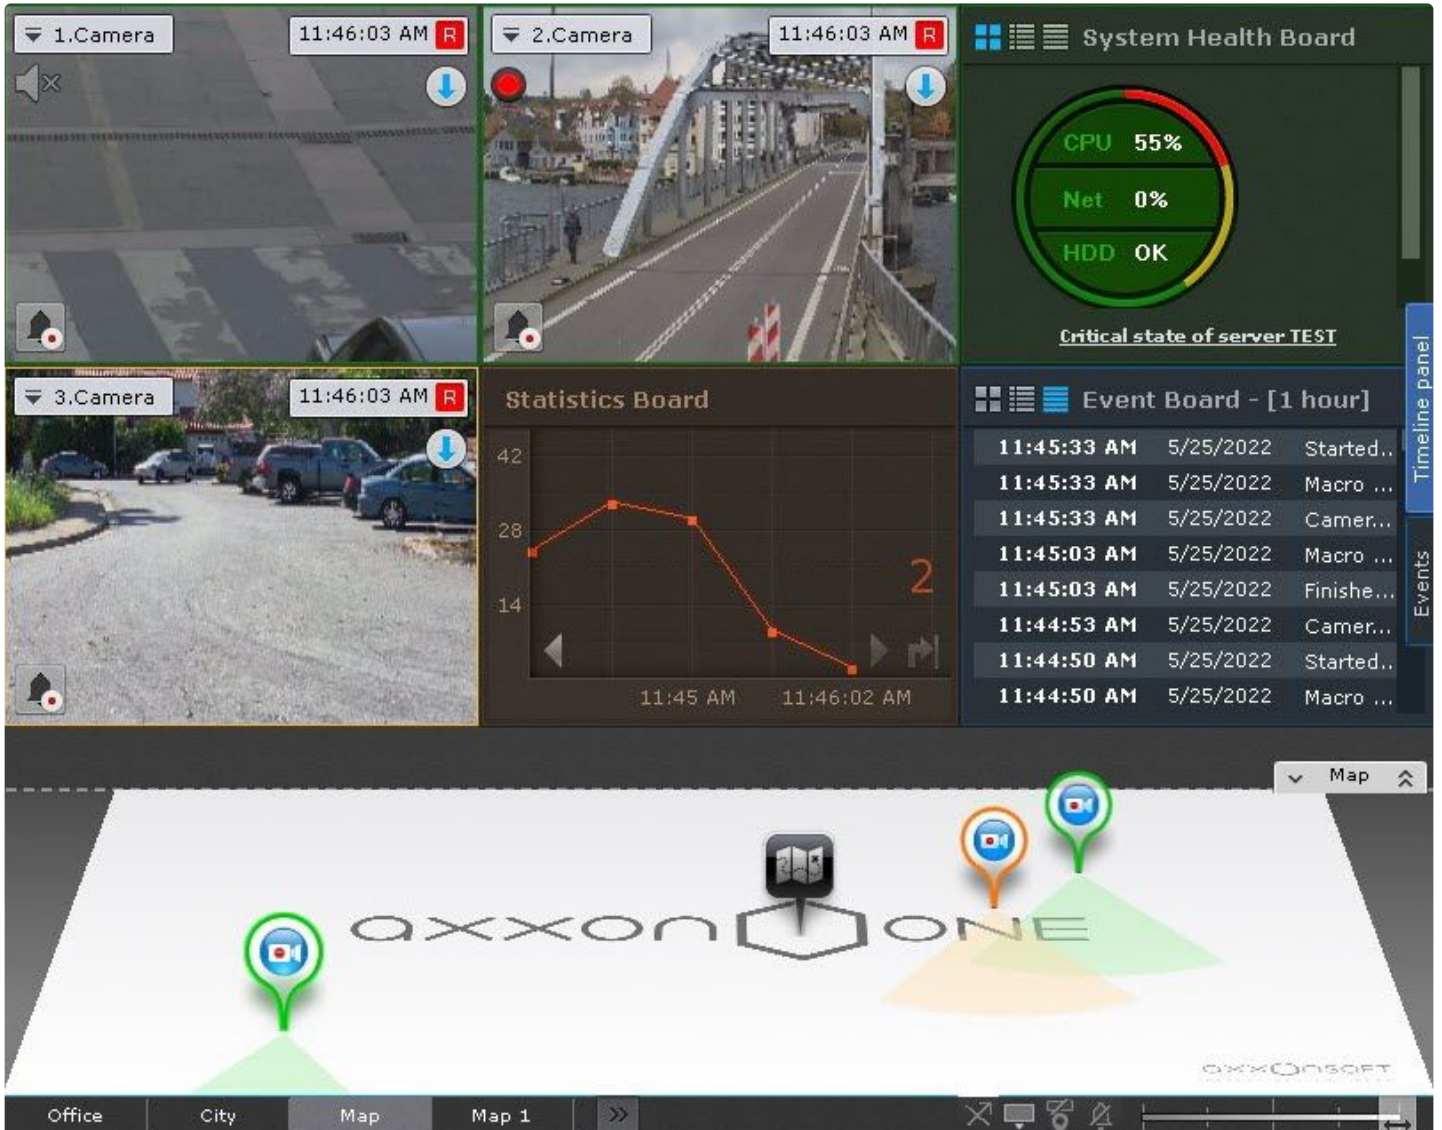 1.Camera
11:46:03 AM R
2.Camera
11:46:03 AM R
System Health Board
CPU 55%
Net 0%
HDD OK
Critical state of server TEST
Timeline panel
Events
3.Camera
11:46:03 AM R
Statistics Board
42
28
14
2
11:45 AM 11:46:02 AM
Event Board - [1 hour]
11:45:33 AM 5/25/2022 Started..
11:45:33 AM 5/25/2022 Macro ...
11:45:33 AM 5/25/2022 Camer...
11:45:03 AM 5/25/2022 Macro ...
11:45:03 AM 5/25/2022 Finishe...
11:44:53 AM 5/25/2022 Camer...
11:44:50 AM 5/25/2022 Started..
11:44:50 AM 5/25/2022 Macro ...
Map
axxon ONE
axxonsoft
Office City Map Map 1 >>